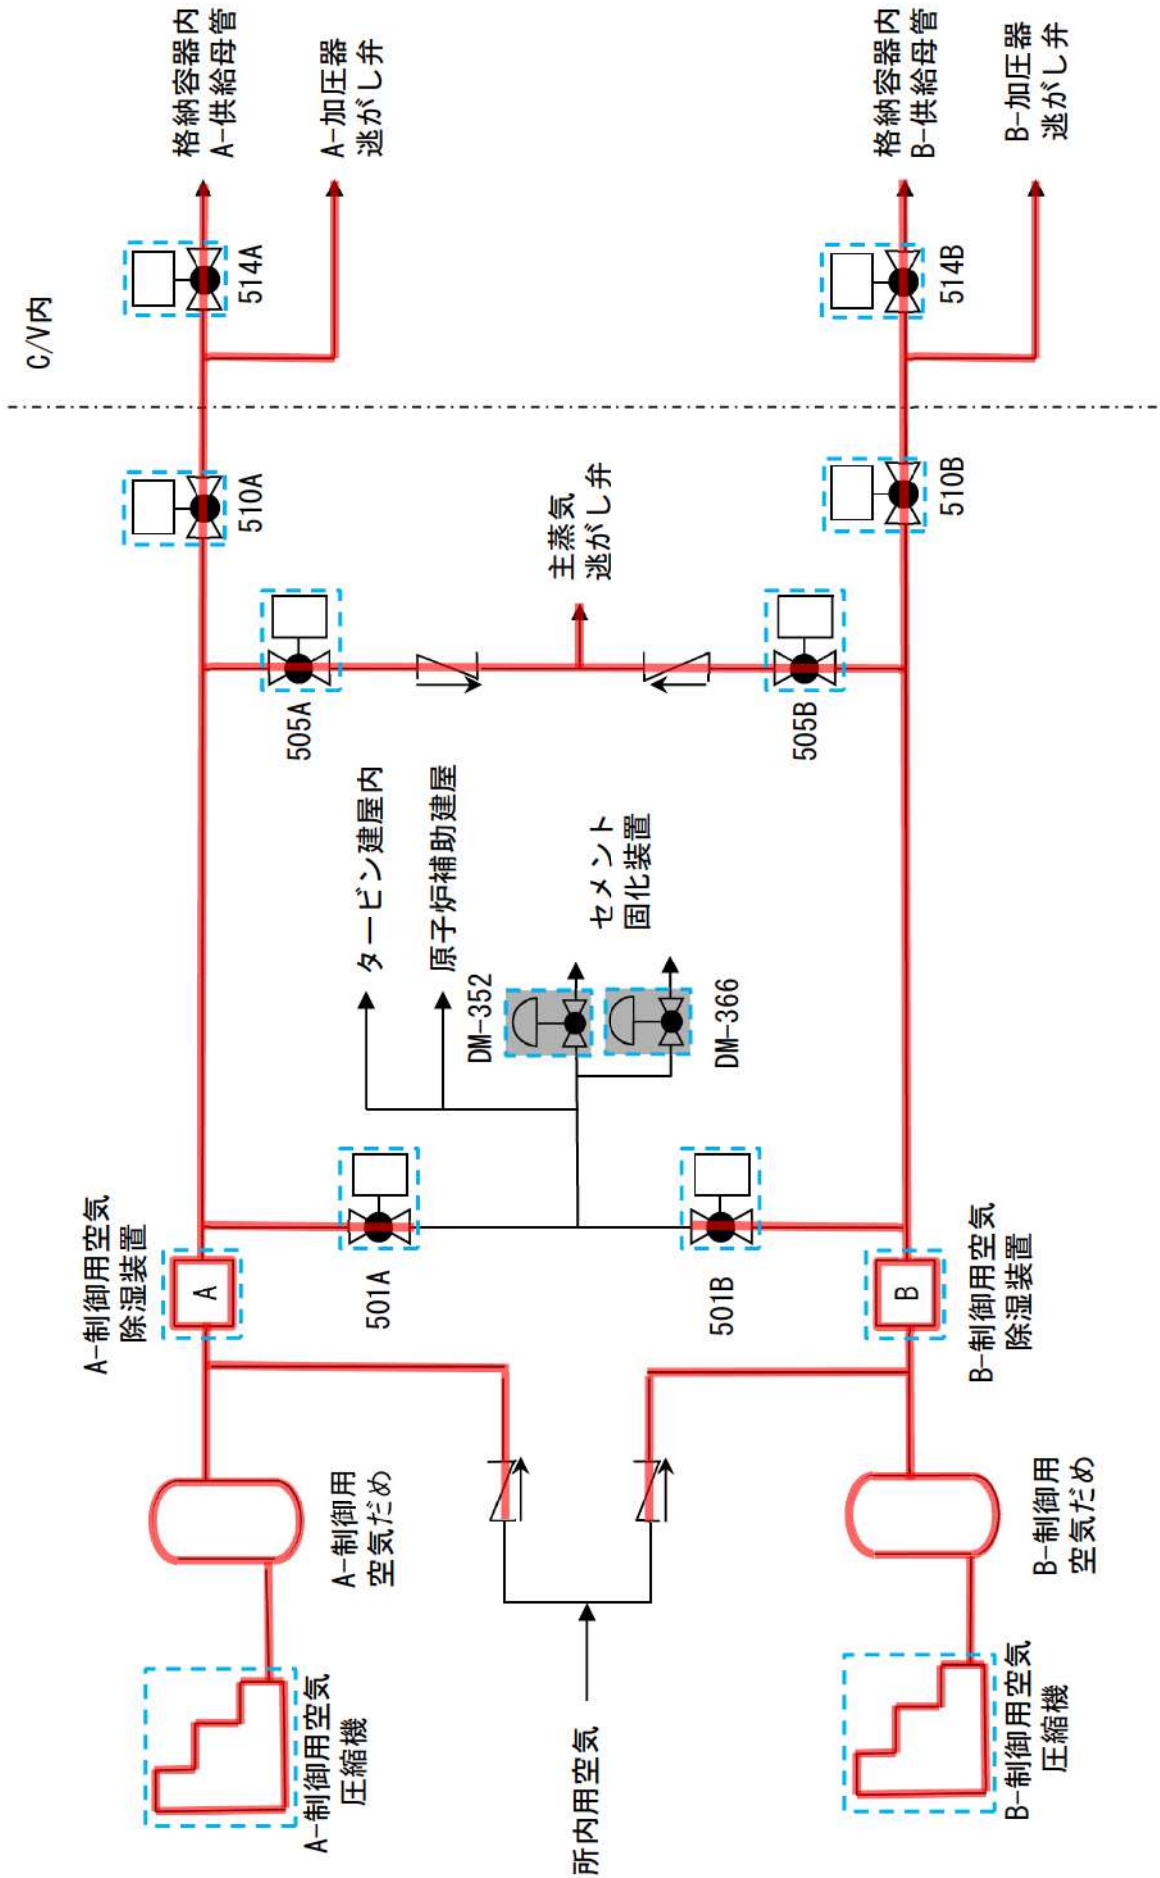 C/V内
格納容器内
A-供給母管
A-加圧器
逃がし弁
514A
510A
505A
主蒸気
逃がし弁
505B
510B
514B
格納容器内
B-供給母管
B-加圧器
逃がし弁
タービン建屋内
原子炉補助建屋
DM-352
セメント
固化装置
DM-366
501A
501B
A-制御用空気
除湿装置
A
B
B-制御用空気
除湿装置
A-制御用
空気だめ
B-制御用
空気だめ
A-制御用空気
圧縮機
所内用空気
B-制御用空気
圧縮機